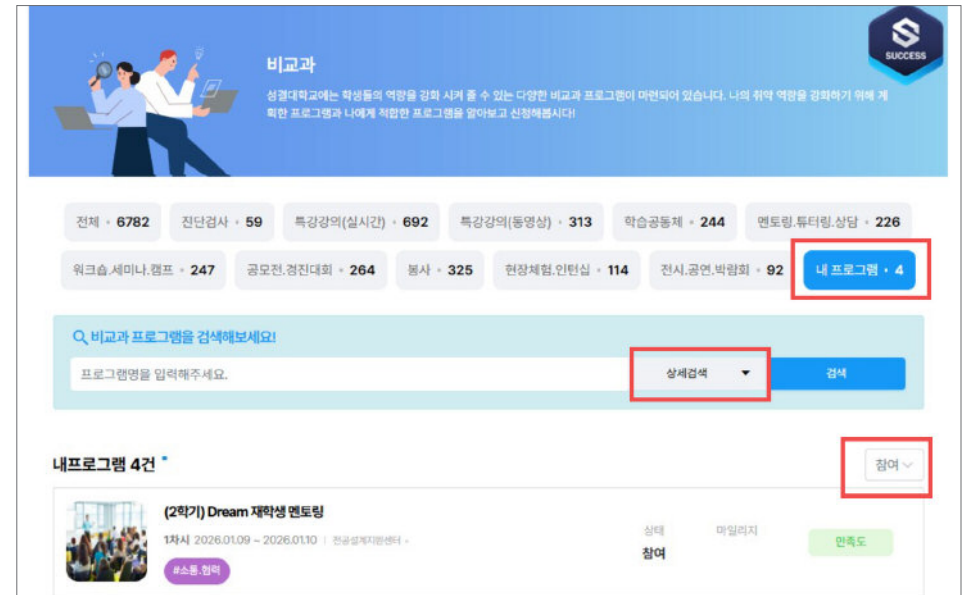 SUCCESS
비교과
성결대학교에는 학생들의 역량을 강화 시켜 줄 수 있는 다양한 비교과 프로그램이 마련되어 있습니다. 나의 취약 역량을 강화하기 위해 계
획한 프로그램과 나에게 적합한 프로그램을 알아보고 신청해봅시다!
전체 • 6782 진단검사 • 59 특강강의(실시간) • 692 특강강의(동영상) • 313 학습공동체 • 244 멘토링.튜터링.상담 • 226
워크숍.세미나.캠프 • 247 공모전.경진대회 • 264 봉사 • 325 현장체험.인턴십 • 114 전시.공연.박람회 • 92 내 프로그램 • 4
비교과 프로그램을 검색해보세요!
프로그램명을 입력해주세요. 상세검색 검색
내프로그램 4건 참여
(2학기) Dream 재학생 멘토링
1차시 2026.01.09 ~ 2026.01.10 | 전공설계지원센터
상태 마일리지 만족도
참여
#소통.협력